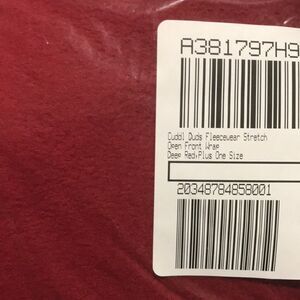 A381797H9
Cuddl Duds Fleecewear Stretch
Open Front Wrap
Deep Red,Plus One Size
20348784858001